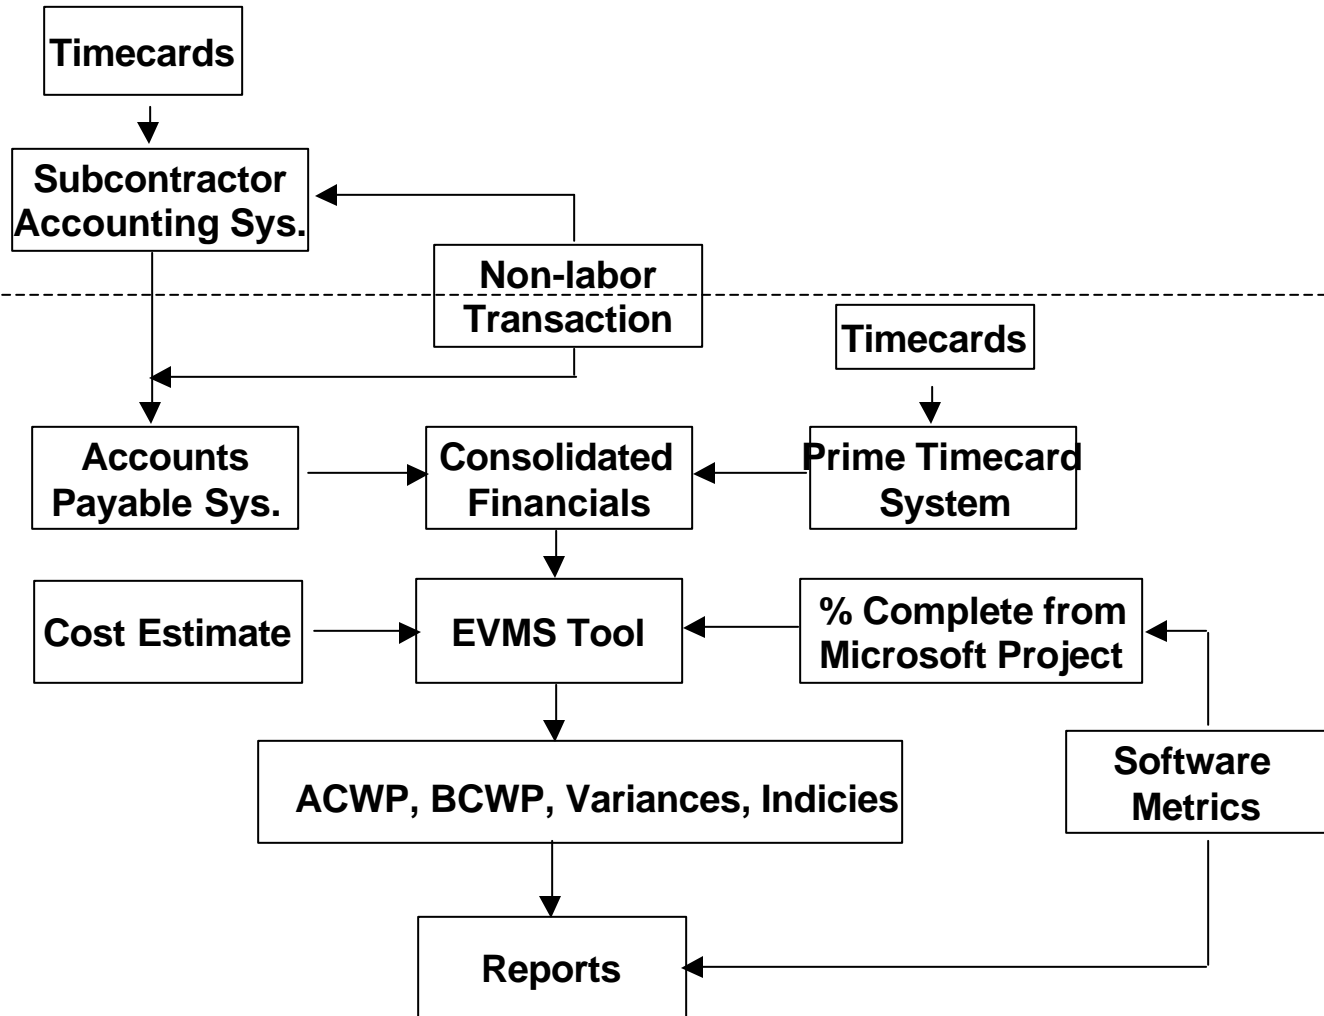 Timecards
Subcontractor
Accounting Sys.
Non-labor
Transaction
Timecards
Accounts
Payable Sys.
Consolidated
Financials
Prime Timecard
System
Cost Estimate
EVMS Tool
% Complete from
Microsoft Project
ACWP, BCWP, Variances, Indicies
Software
Metrics
Reports